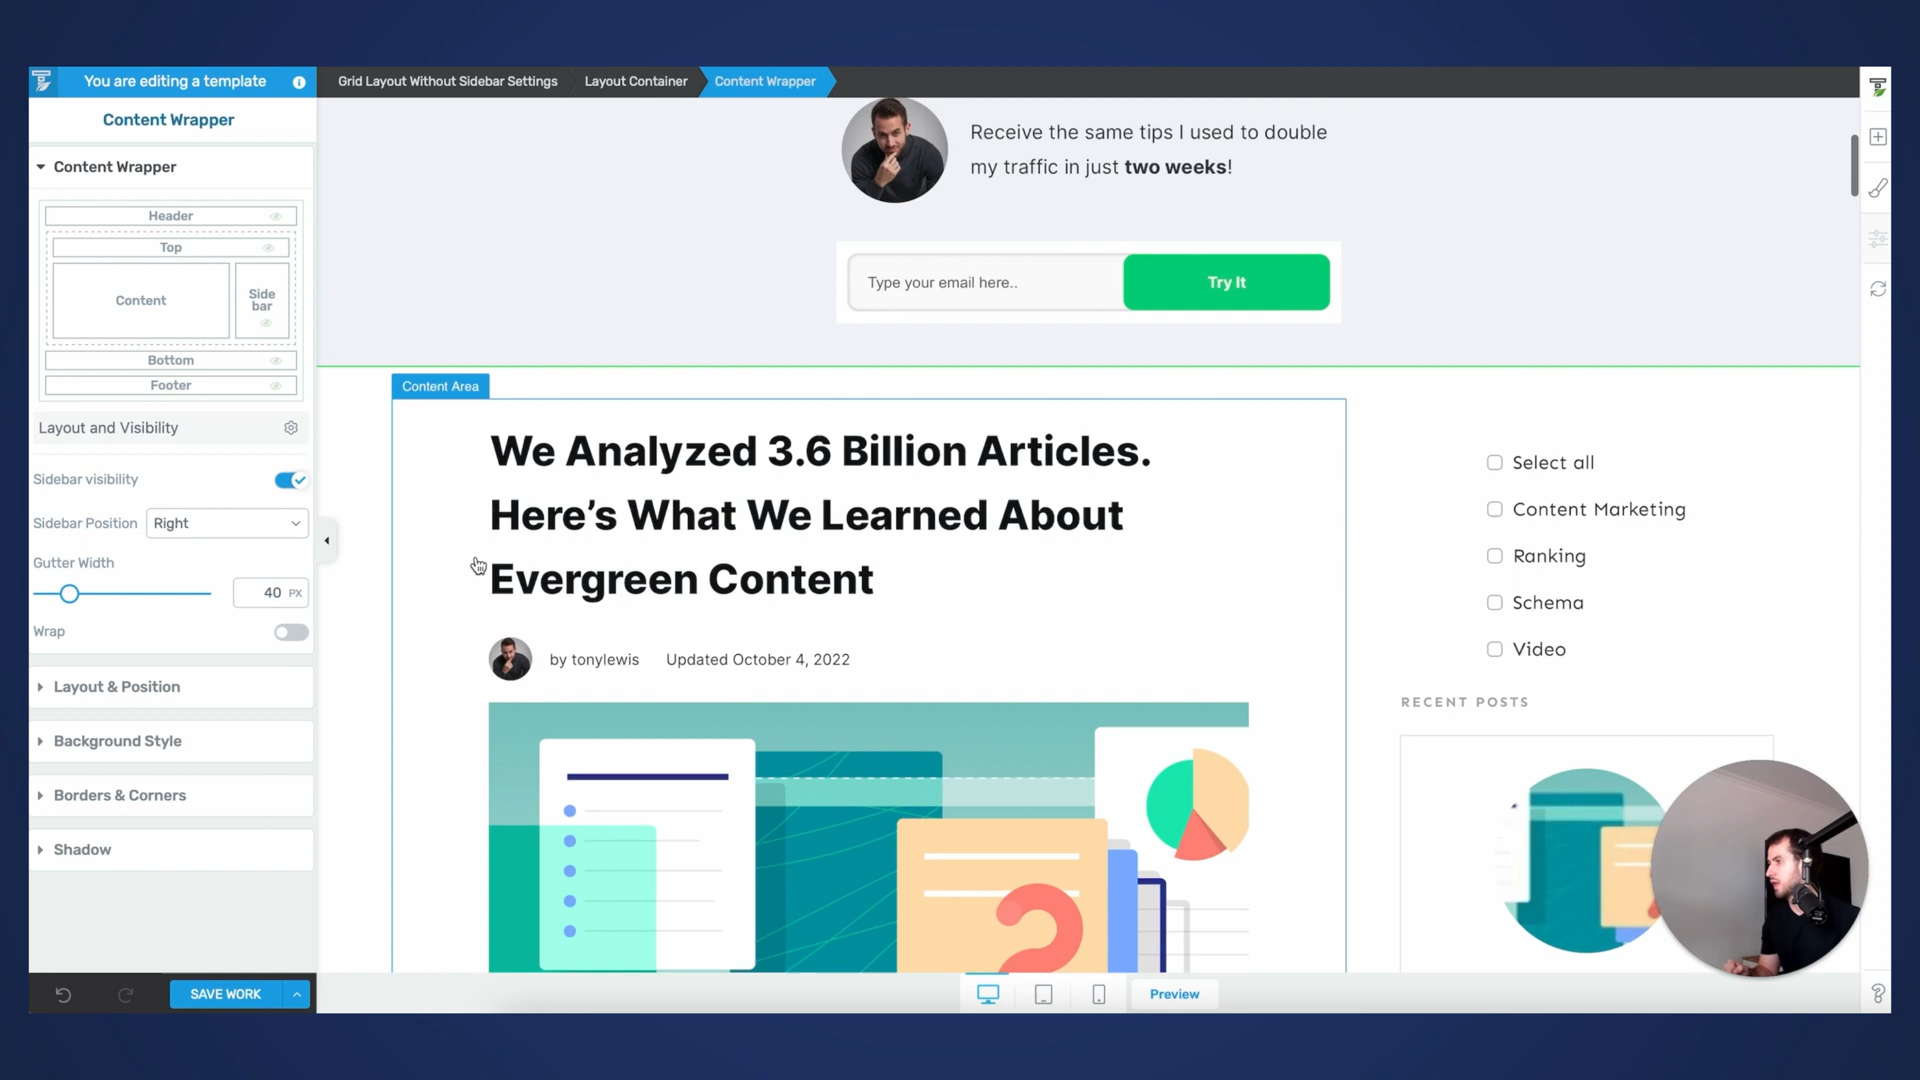 You are editing a template
Grid Layout Without Sidebar Settings
Layout Container
Content Wrapper
Content Wrapper
Content Wrapper
Header
Top
Content
Side
bar
Bottom
Footer
Layout and Visibility
Sidebar visibility
Sidebar Position
Right
Gutter Width
40 PX
Wrap
Layout & Position
Background Style
Borders & Corners
Shadow
SAVE WORK
Receive the same tips I used to double
my traffic in just two weeks!
Type your email here..
Try It
Content Area
We Analyzed 3.6 Billion Articles.
Here’s What We Learned About
Evergreen Content
by tonylewis
Updated October 4, 2022
Select all
Content Marketing
Ranking
Schema
Video
RECENT POSTS
Preview